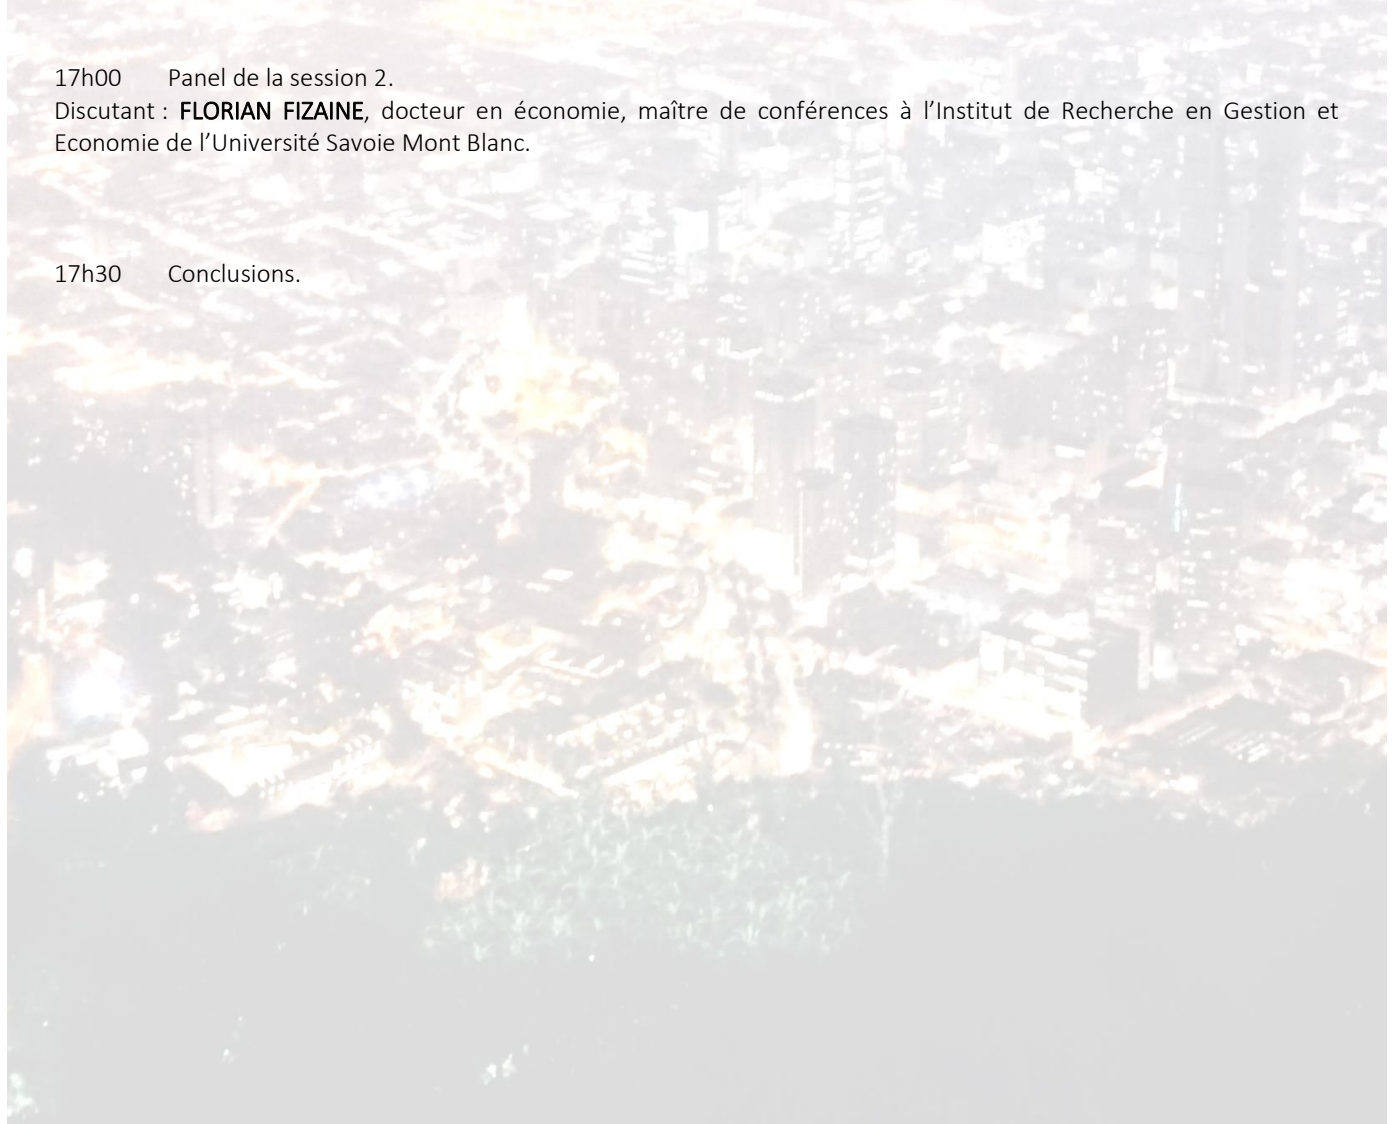 17h00 Panel de la session 2.
Discutant : FLORIAN FIZAINE, docteur en économie, maître de conférences à l’Institut de Recherche en Gestion et
Economie de l’Université Savoie Mont Blanc.
17h30 Conclusions.